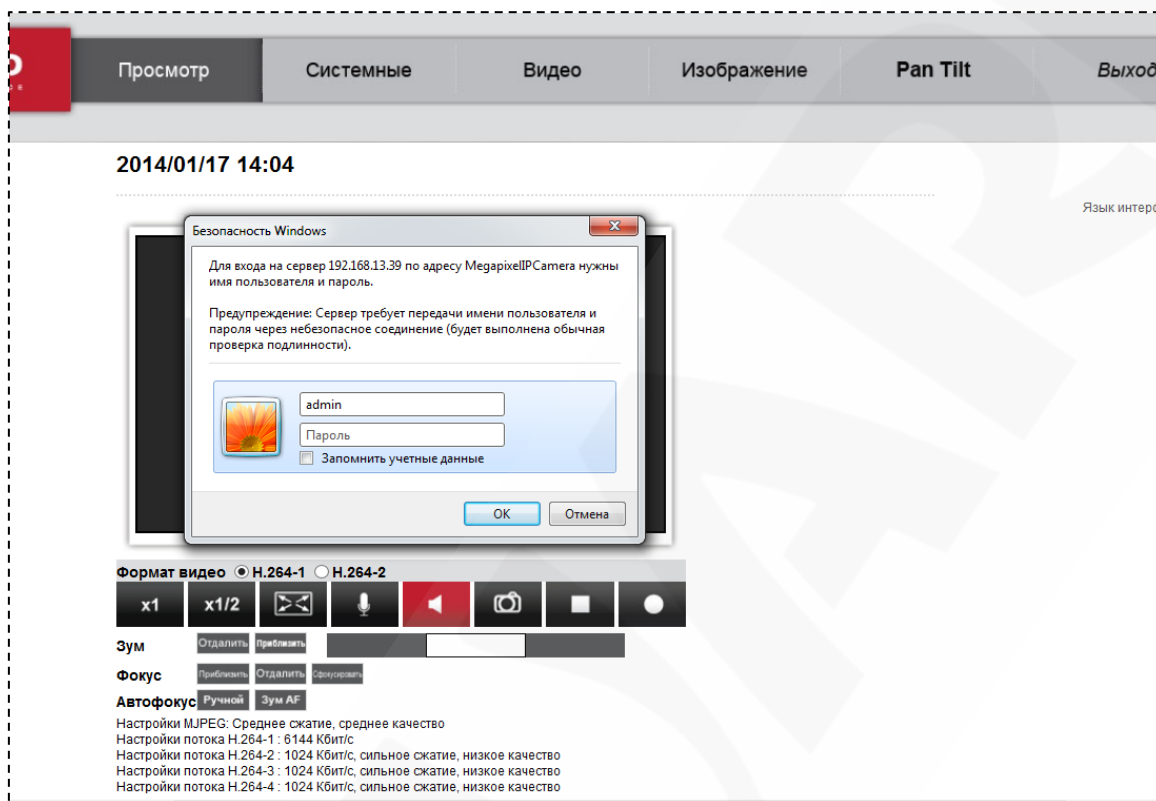 Просмотр Системные Видео Изображение Pan Tilt Выход
2014/01/17 14:04
Язык интерф
Безопасность Windows
Для входа на сервер 192.168.13.39 по адресу MegapixelIPCamera нужны
имя пользователя и пароль.
Предупреждение: Сервер требует передачи имени пользователя и
пароля через небезопасное соединение (будет выполнена обычная
проверка подлинности).
admin
Пароль
Запомнить учетные данные
OK Отмена
Формат видео H.264-1 H.264-2
x1 x1/2
Зум Отдалить Приблизить
Фокус Приблизить Отдалить Сфокусировать
Автофокус Ручной Зум AF
Настройки MJPEG: Среднее сжатие, среднее качество
Настройки потока H.264-1 : 6144 Кбит/с
Настройки потока H.264-2 : 1024 Кбит/с, сильное сжатие, низкое качество
Настройки потока H.264-3 : 1024 Кбит/с, сильное сжатие, низкое качество
Настройки потока H.264-4 : 1024 Кбит/с, сильное сжатие, низкое качество